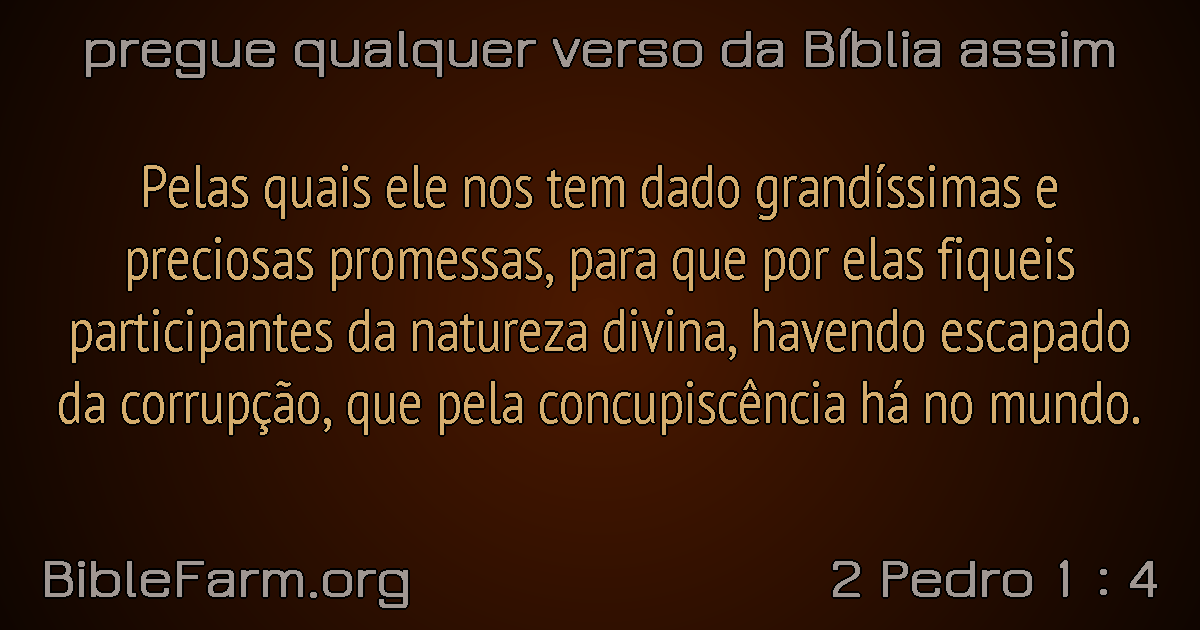 pregue qualquer verso da Bíblia assim
Pelas quais ele nos tem dado grandíssimas e
preciosas promessas, para que por elas fiqueis
participantes da natureza divina, havendo escapado
da corrupção, que pela concupiscência há no mundo.
BibleFarm.org
2 Pedro 1 : 4